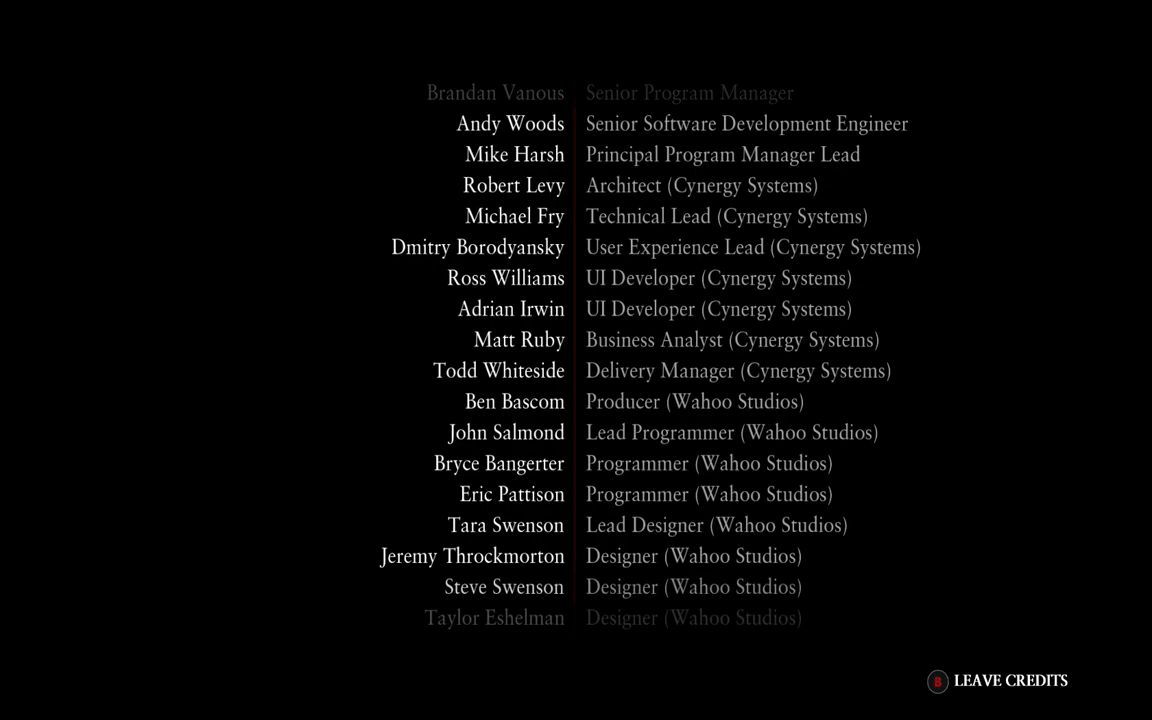 Brandan Vanous Senior Program Manager
Andy Woods Senior Software Development Engineer
Mike Harsh Principal Program Manager Lead
Robert Levy Architect (Cynergy Systems)
Michael Fry Technical Lead (Cynergy Systems)
Dmitry Borodyansky User Experience Lead (Cynergy Systems)
Ross Williams UI Developer (Cynergy Systems)
Adrian Irwin UI Developer (Cynergy Systems)
Matt Ruby Business Analyst (Cynergy Systems)
Todd Whiteside Delivery Manager (Cynergy Systems)
Ben Bascom Producer (Wahoo Studios)
John Salmond Lead Programmer (Wahoo Studios)
Bryce Bangerter Programmer (Wahoo Studios)
Eric Pattison Programmer (Wahoo Studios)
Tara Swenson Lead Designer (Wahoo Studios)
Jeremy Throckmorton Designer (Wahoo Studios)
Steve Swenson Designer (Wahoo Studios)
Taylor Eshelman Designer (Wahoo Studios)
B LEAVE CREDITS